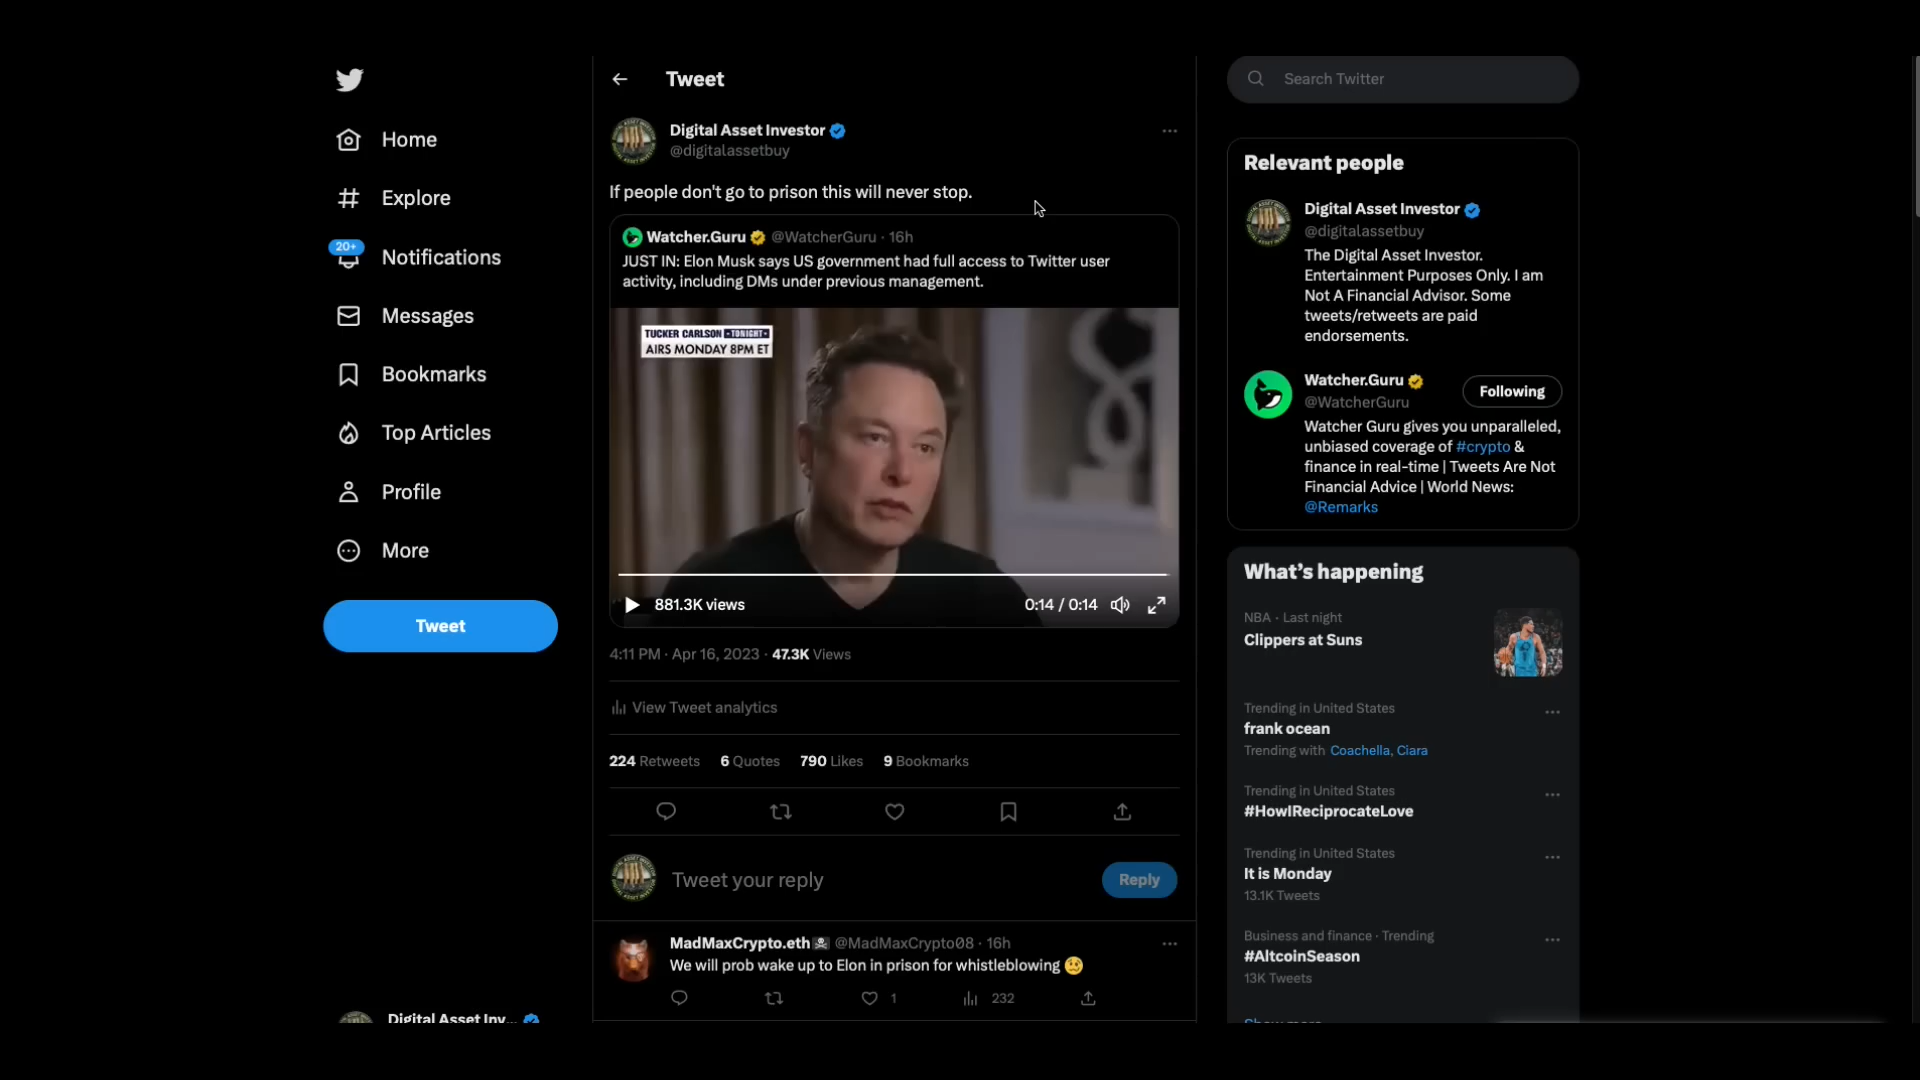 Home
Explore
20+
Notifications
Messages
Bookmarks
Top Articles
Profile
More
Tweet
Digital Asset Inv...
Tweet
Digital Asset Investor
@digitalassetbuy
If people don't go to prison this will never stop.
Watcher.Guru @WatcherGuru · 16h
JUST IN: Elon Musk says US government had full access to Twitter user
activity, including DMs under previous management.
TUCKER CARLSON TONIGHT
AIRS MONDAY 8PM ET
881.3K views
0:14 / 0:14
4:11 PM · Apr 16, 2023 · 47.3K Views
View Tweet analytics
224 Retweets 6 Quotes 790 Likes 9 Bookmarks
Tweet your reply
Reply
MadMaxCrypto.eth☠ @MadMaxCrypto08 · 16h
We will prob wake up to Elon in prison for whistleblowing 🥴
1
232
Search Twitter
Relevant people
Digital Asset Investor
@digitalassetbuy
The Digital Asset Investor.
Entertainment Purposes Only. I am
Not A Financial Advisor. Some
tweets/retweets are paid
endorsements.
Watcher.Guru
@WatcherGuru
Following
Watcher Guru gives you unparalleled,
unbiased coverage of #crypto &
finance in real-time | Tweets Are Not
Financial Advice | World News:
@Remarks
What's happening
NBA · Last night
Clippers at Suns
Trending in United States
frank ocean
Trending with Coachella, Ciara
Trending in United States
#HowIReciprocateLove
Trending in United States
It is Monday
13.1K Tweets
Business and finance · Trending
#AltcoinSeason
13K Tweets
Show more